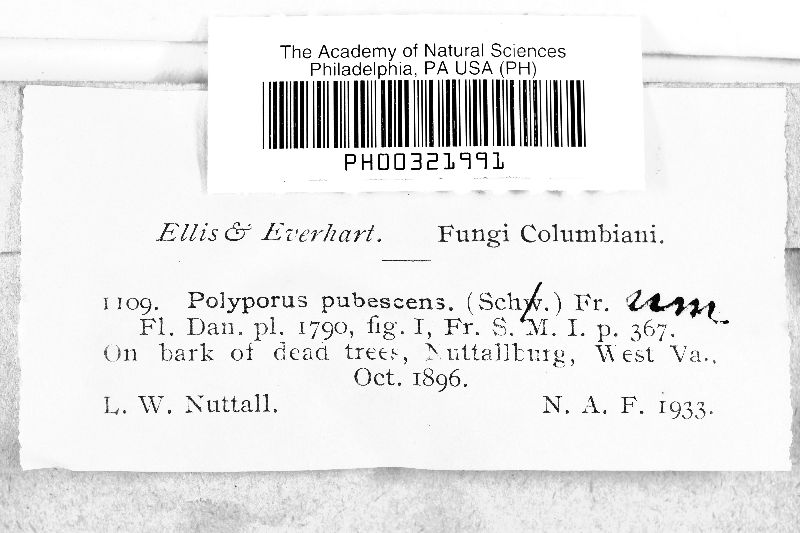 The Academy of Natural Sciences
Philadelphia, PA USA (PH)
PH00321991
Ellis & Everhart. Fungi Columbiani.
1109. Polyporus pubescens. (Schw.) Fr. um
Fl. Dan. pl. 1790, fig. I, Fr. S. M. I. p. 367.
On bark of dead trees, Nuttallburg, West Va.,
Oct. 1896.
L. W. Nuttall. N. A. F. 1933.